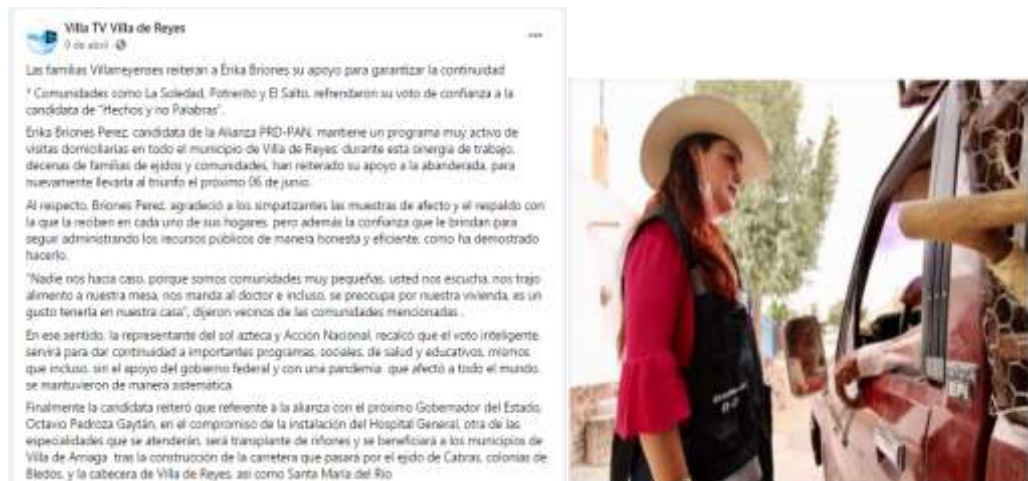 Villa TV Villa de Reyes
9 de abril
Las familias Villarreyenses reiteran a Érika Briones su apoyo para garantizar la continuidad
* Comunidades como La Soledad, Potrerito y El Salto, refrendaron su voto de confianza a la
candidata de "Hechos y no Palabras"..
Erika Briones Perez, candidata de la Alianza PRD-PAN, mantiene un programa muy activo de
visitas domiciliarias en todo el municipio de Villa de Reyes, durante esta sinergia de trabajo,
decenas de familias de ejidos y comunidades, han reiterado su apoyo a la abanderada, para
nuevamente llevarla al triunfo el próximo 06 de junio.
Al respecto, Briones Perez, agradeció a los simpatizantes las muestras de afecto y el respaldo con
la que la reciben en cada uno de sus hogares, pero además la confianza que le brindan para
seguir administrando los recursos públicos de manera honesta y eficiente, como ha demostrado
hacerlo.
"Nadie nos hacía caso, porque somos comunidades muy pequeñas, usted nos escucha, nos trajo
alimento a nuestra mesa, nos manda al doctor e incluso, se preocupa por nuestra vivienda, es un
gusto tenerla en nuestra casa", dijeron vecinos de las comunidades mencionadas .
En ese sentido, la representante del sol azteca y Acción Nacional, recalcó que el voto inteligente,
servirá para dar continuidad a importantes programas, sociales, de salud y educativos, mismos
que incluso, sin el apoyo del gobierno federal y con una pandemia que afectó a todo el mundo,
se mantuvieron de manera sistemática.
Finalmente la candidata reiteró que referente a la alianza con el próximo Gobernador del Estado,
Octavio Pedroza Gaytán, en el compromiso de la instalación del Hospital General, otra de las
especialidades que se atenderán, será transplante de riñones y se beneficiará a los municipios de
Villa de Arriaga tras la construcción de la carretera que pasará por el ejido de Cabras, colonias de
Bledos, y la cabecera de Villa de Reyes, asi como Santa María del Rio